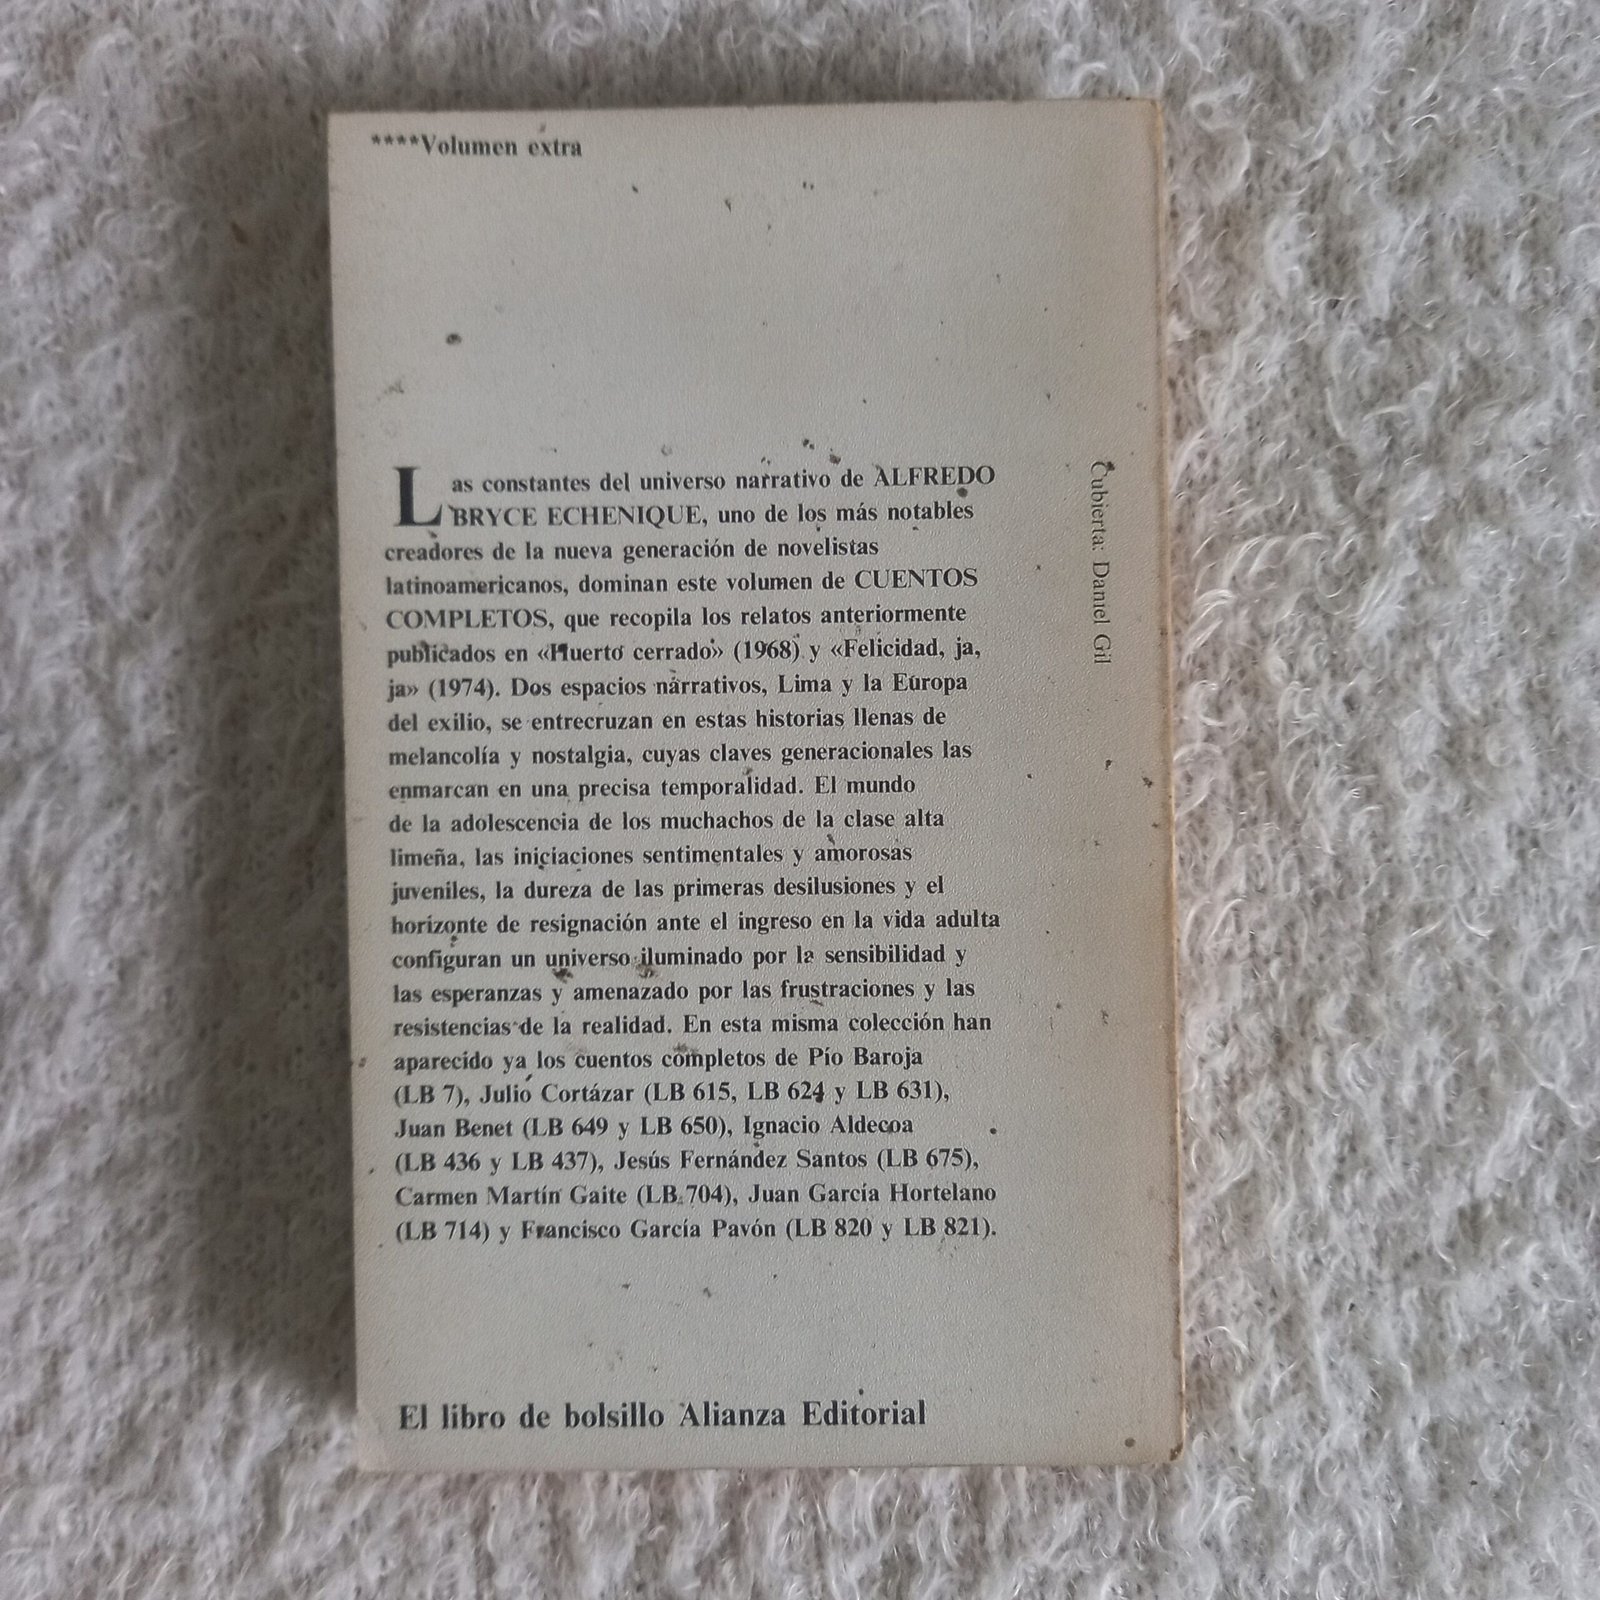 ****Volumen extra
Las constantes del universo narrativo de ALFREDO
BRYCE ECHENIQUE, uno de los más notables
creadores de la nueva generación de novelistas
latinoamericanos, dominan este volumen de CUENTOS
COMPLETOS, que recopila los relatos anteriormente
publicados en «Huerto cerrado» (1968) y «Felicidad, ja,
ja» (1974). Dos espacios narrativos, Lima y la Europa
del exilio, se entrecruzan en estas historias llenas de
melancolía y nostalgia, cuyas claves generacionales las
enmarcan en una precisa temporalidad. El mundo
de la adolescencia de los muchachos de la clase alta
limeña, las iniciaciones sentimentales y amorosas
juveniles, la dureza de las primeras desilusiones y el
horizonte de resignación ante el ingreso en la vida adulta
configuran un universo iluminado por la sensibilidad y
las esperanzas y amenazado por las frustraciones y las
resistencias de la realidad. En esta misma colección han
aparecido ya los cuentos completos de Pío Baroja
(LB 7), Julio Cortázar (LB 615, LB 624 y LB 631),
Juan Benet (LB 649 y LB 650), Ignacio Aldecoa
(LB 436 y LB 437), Jesús Fernández Santos (LB 675),
Carmen Martín Gaite (LB 704), Juan García Hortelano
(LB 714) y Francisco García Pavón (LB 820 y LB 821).
Cubierta: Daniel Gil
El libro de bolsillo Alianza Editorial